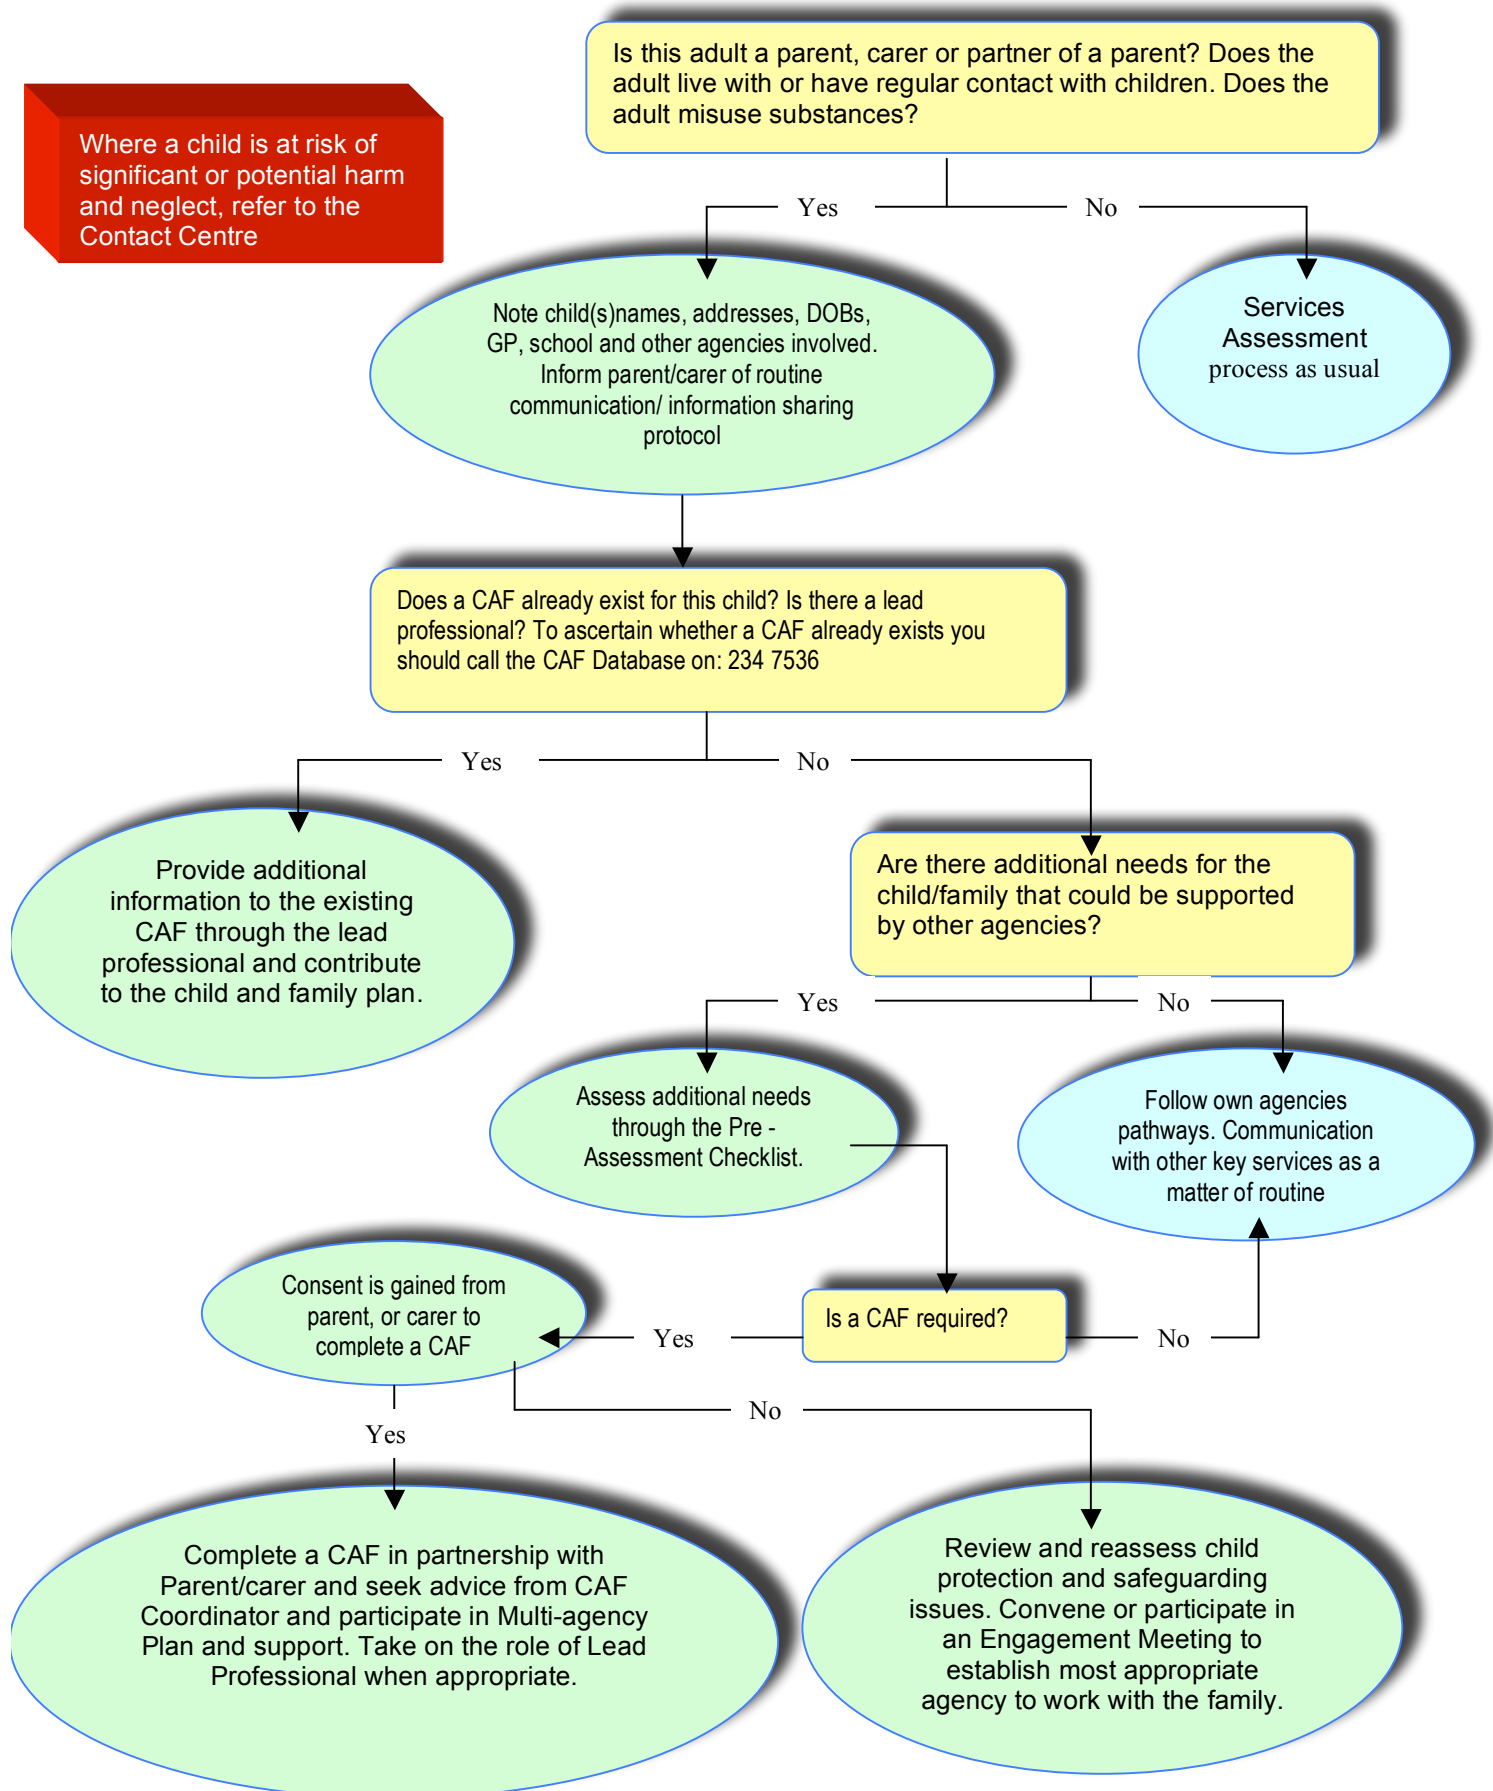 Is this adult a parent, carer or partner of a parent? Does the
adult live with or have regular contact with children. Does the
adult misuse substances?
Where a child is at risk of
significant or potential harm
and neglect, refer to the
Contact Centre
Yes
No
Note child(s)names, addresses, DOBs,
GP, school and other agencies involved.
Inform parent/carer of routine
communication/ information sharing
protocol
Services
Assessment
process as usual
Does a CAF already exist for this child? Is there a lead
professional? To ascertain whether a CAF already exists you
should call the CAF Database on: 234 7536
Yes
No
Provide additional
information to the existing
CAF through the lead
professional and contribute
to the child and family plan.
Are there additional needs for the
child/family that could be supported
by other agencies?
Yes
No
Assess additional needs
through the Pre -
Assessment Checklist.
Follow own agencies
pathways. Communication
with other key services as a
matter of routine
Consent is gained from
parent, or carer to
complete a CAF
Yes
Is a CAF required?
No
No
Yes
Complete a CAF in partnership with
Parent/carer and seek advice from CAF
Coordinator and participate in Multi-agency
Plan and support. Take on the role of Lead
Professional when appropriate.
Review and reassess child
protection and safeguarding
issues. Convene or participate in
an Engagement Meeting to
establish most appropriate
agency to work with the family.